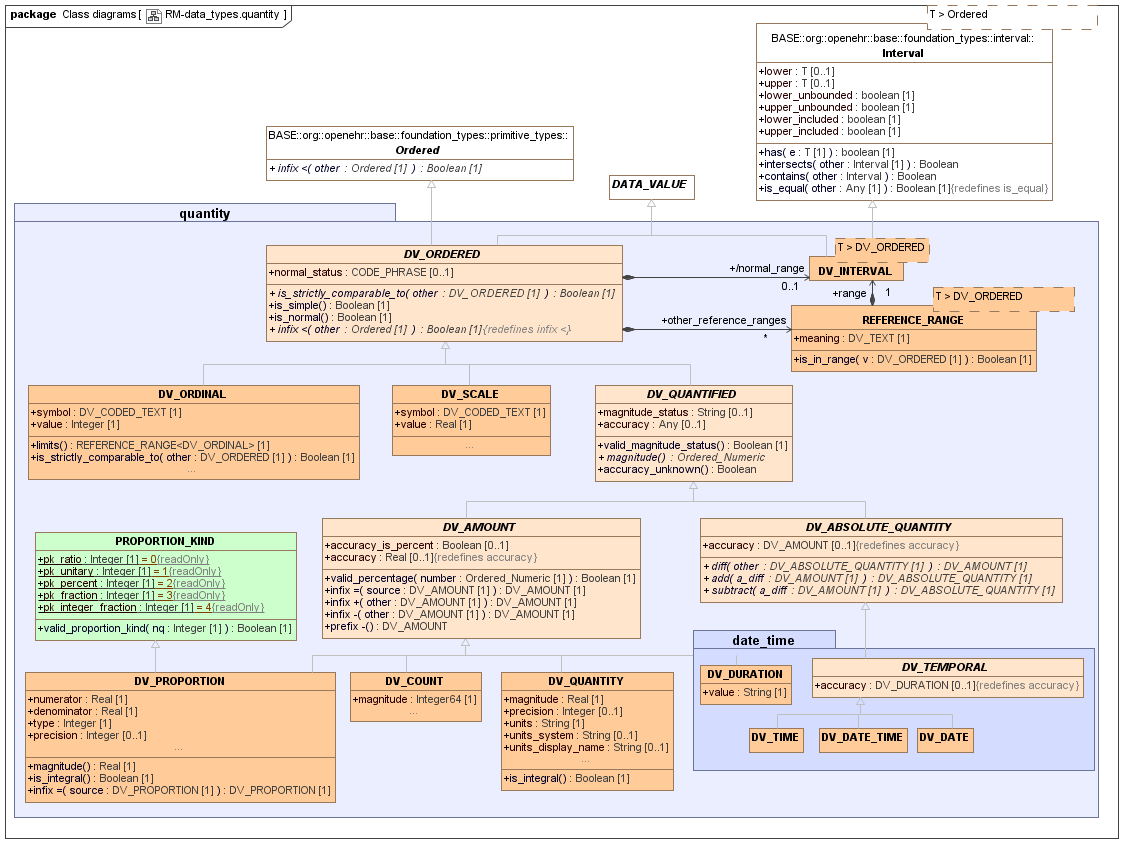 package Class diagrams[ RM-data_types.quantity ]
T > Ordered
BASE::org::openehr::base::foundation_types::interval::
Interval
+lower : T [0..1]
+upper : T [0..1]
+lower_unbounded : boolean [1]
+upper_unbounded : boolean [1]
+lower_included : boolean [1]
+upper_included : boolean [1]
+has( e : T [1] ) : boolean [1]
+intersects( other : Interval [1] ) : Boolean
+contains( other : Interval ) : Boolean
+is_equal( other : Any [1] ) : Boolean [1]{redefines is_equal}
BASE::org::openehr::base::foundation_types::primitive_types::
Ordered
+ infix <( other : Ordered [1] ) : Boolean [1]
DATA_VALUE
quantity
DV_ORDERED
+normal_status : CODE_PHRASE [0..1]
+ is_strictly_comparable_to( other : DV_ORDERED [1] ) : Boolean [1]
+is_simple() : Boolean [1]
+is_normal() : Boolean [1]
+ infix <( other : Ordered [1] ) : Boolean [1]{redefines infix <}
+/normal_range
0..1
T > DV_ORDERED
DV_INTERVAL
+range
1
+other_reference_ranges
*
T > DV_ORDERED
REFERENCE_RANGE
+meaning : DV_TEXT [1]
+is_in_range( v : DV_ORDERED [1] ) : Boolean [1]
DV_ORDINAL
+symbol : DV_CODED_TEXT [1]
+value : Integer [1]
+limits() : REFERENCE_RANGE<DV_ORDINAL> [1]
+is_strictly_comparable_to( other : DV_ORDERED [1] ) : Boolean [1]
...
DV_SCALE
+symbol : DV_CODED_TEXT [1]
+value : Real [1]
...
DV_QUANTIFIED
+magnitude_status : String [0..1]
+accuracy : Any [0..1]
+valid_magnitude_status() : Boolean [1]
+ magnitude() : Ordered_Numeric
+accuracy_unknown() : Boolean
PROPORTION_KIND
+pk_ratio : Integer [1] = 0{readOnly}
+pk_unitary : Integer [1] = 1{readOnly}
+pk_percent : Integer [1] = 2{readOnly}
+pk_fraction : Integer [1] = 3{readOnly}
+pk_integer_fraction : Integer [1] = 4{readOnly}
+valid_proportion_kind( nq : Integer [1] ) : Boolean [1]
DV_AMOUNT
+accuracy_is_percent : Boolean [0..1]
+accuracy : Real [0..1]{redefines accuracy}
+valid_percentage( number : Ordered_Numeric [1] ) : Boolean [1]
+infix =( source : DV_AMOUNT [1] ) : DV_AMOUNT [1]
+infix +( other : DV_AMOUNT [1] ) : DV_AMOUNT [1]
+infix -( other : DV_AMOUNT [1] ) : DV_AMOUNT [1]
+prefix -() : DV_AMOUNT
DV_ABSOLUTE_QUANTITY
+accuracy : DV_AMOUNT [0..1]{redefines accuracy}
+ diff( other : DV_ABSOLUTE_QUANTITY [1] ) : DV_AMOUNT [1]
+ add( a_diff : DV_AMOUNT [1] ) : DV_ABSOLUTE_QUANTITY [1]
+ subtract( a_diff : DV_AMOUNT [1] ) : DV_ABSOLUTE_QUANTITY [1]
DV_PROPORTION
+numerator : Real [1]
+denominator : Real [1]
+type : Integer [1]
+precision : Integer [0..1]
...
+magnitude() : Real [1]
+is_integral() : Boolean [1]
+infix =( source : DV_PROPORTION [1] ) : DV_PROPORTION [1]
DV_COUNT
+magnitude : Integer64 [1]
...
DV_QUANTITY
+magnitude : Real [1]
+precision : Integer [0..1]
+units : String [1]
+units_system : String [0..1]
+units_display_name : String [0..1]
...
+is_integral() : Boolean [1]
date_time
DV_DURATION
+value : String [1]
DV_TEMPORAL
+accuracy : DV_DURATION [0..1]{redefines accuracy}
DV_TIME
DV_DATE_TIME
DV_DATE